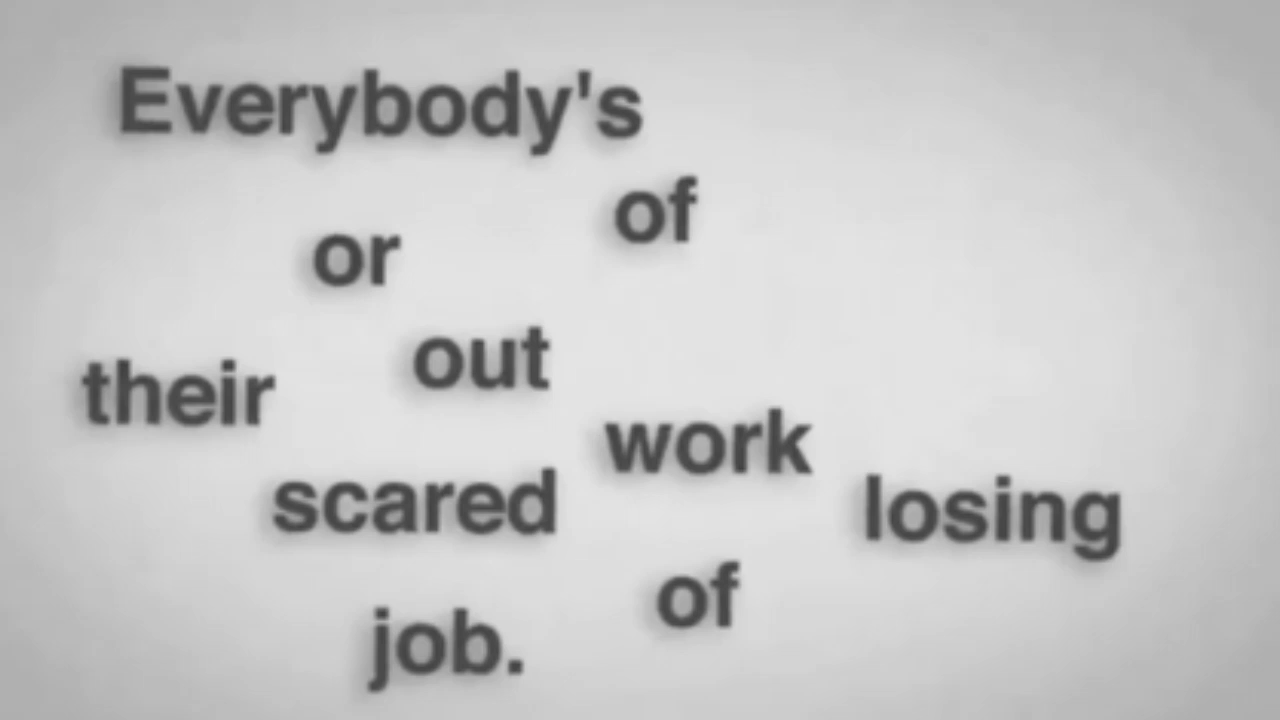 Everybody's
of
or
out
their
work
scared
losing
of
job.